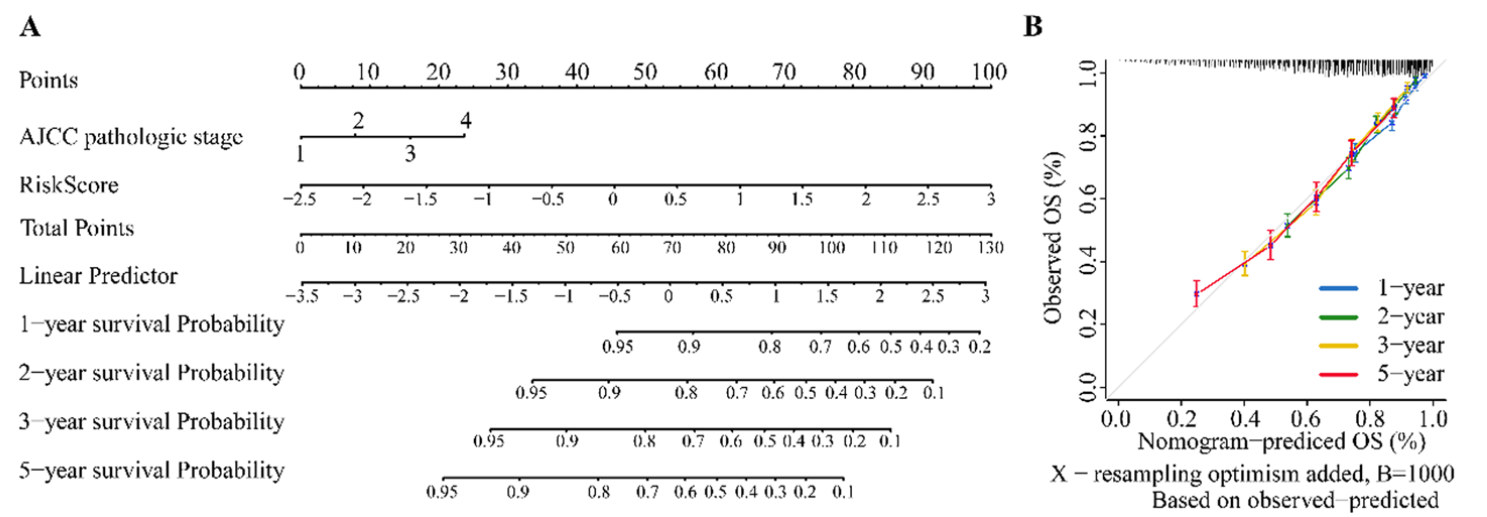 A
Points
0 10 20 30 40 50 60 70 80 90 100
AJCC pathologic stage
2 4
1 3
RiskScore
−2.5 −2 −1.5 −1 −0.5 0 0.5 1 1.5 2 2.5 3
Total Points
0 10 20 30 40 50 60 70 80 90 100 110 120 130
Linear Predictor
−3.5 −3 −2.5 −2 −1.5 −1 −0.5 0 0.5 1 1.5 2 2.5 3
1−year survival Probability
0.95 0.9 0.8 0.7 0.6 0.5 0.4 0.3 0.2
2−year survival Probability
0.95 0.9 0.8 0.7 0.6 0.5 0.4 0.3 0.2 0.1
3−year survival Probability
0.95 0.9 0.8 0.7 0.6 0.5 0.4 0.3 0.2 0.1
5−year survival Probability
0.95 0.9 0.8 0.7 0.6 0.5 0.4 0.3 0.2 0.1
B
Observed OS (%)
1.0
0.8
0.6
0.4
0.2
0.0
1−year
2−year
3−year
5−year
0.0 0.2 0.4 0.6 0.8 1.0
Nomogram−prediced OS (%)
X − resampling optimism added, B=1000
Based on observed−predicted